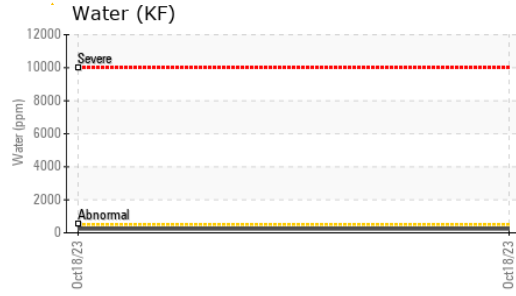 Water (KF)
12000
Severe
10000
8000
Water (ppm)
6000
4000
2000
Abnormal
0
Oct18/23
Oct18/23